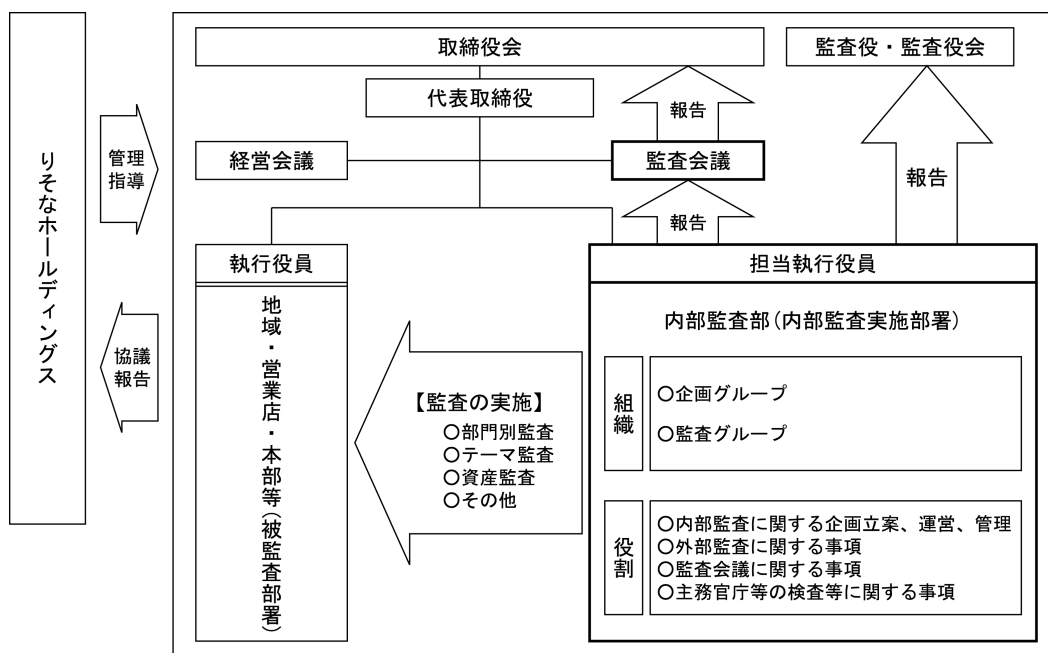 りそなホールディングス
管理
指導
協議
報告
取締役会
監査役・監査役会
代表取締役
報告
経営会議
監査会議
報告
報告
執行役員
地域・営業店・本部等(被監査部署)
【監査の実施】
○部門別監査
○テーマ監査
○資産監査
○その他
担当執行役員
内部監査部(内部監査実施部署)
組織
○企画グループ
○監査グループ
役割
○内部監査に関する企画立案、運営、管理
○外部監査に関する事項
○監査会議に関する事項
○主務官庁等の検査等に関する事項